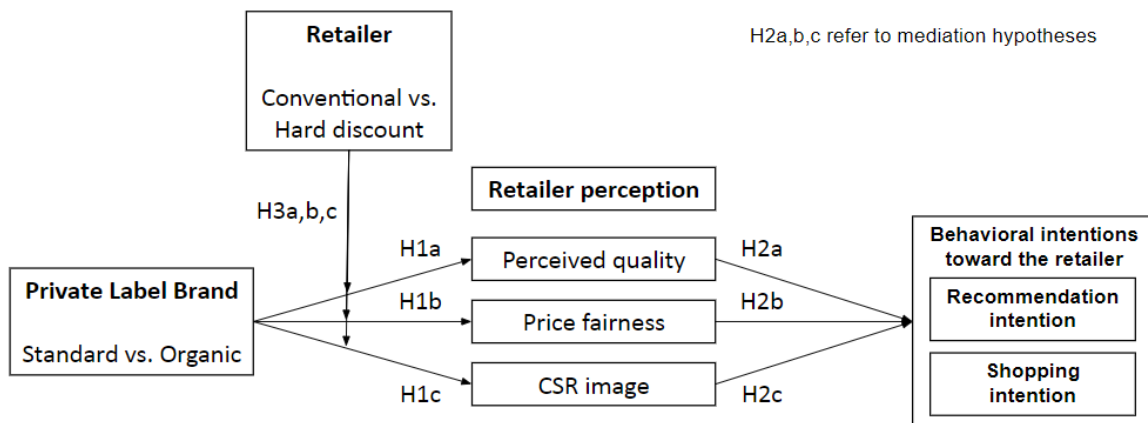 Retailer
Conventional vs.
Hard discount
H2a,b,c refer to mediation hypotheses
H3a,b,c
Retailer perception
H1a
Perceived quality
H2a
Behavioral intentions
toward the retailer
Private Label Brand
Standard vs. Organic
H1b
Price fairness
H2b
Recommendation
intention
H1c
CSR image
H2c
Shopping
intention